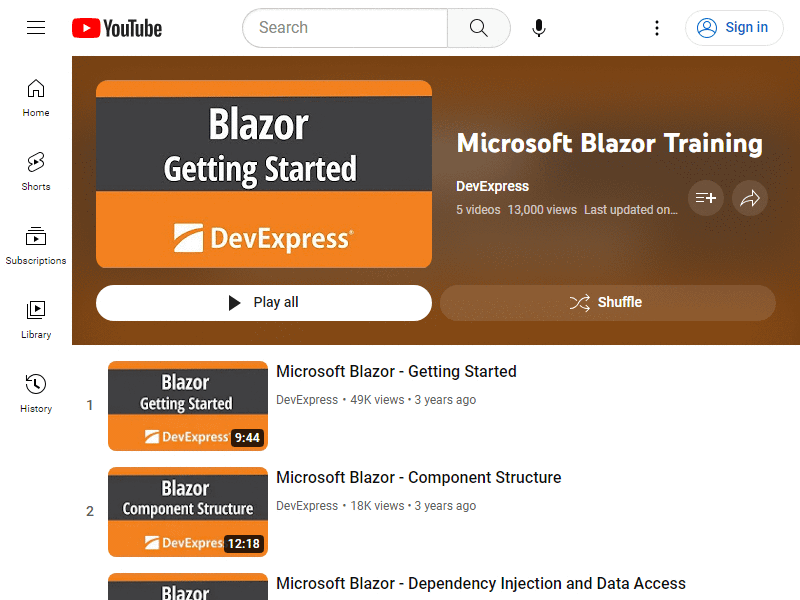 YouTube
Search
Sign in
Home
Shorts
Subscriptions
Library
History
Blazor
Getting Started
DevExpress®
Microsoft Blazor Training
DevExpress
5 videos 13,000 views Last updated on...
Play all
Shuffle
1
Blazor
Getting Started
DevExpress
9:44
Microsoft Blazor - Getting Started
DevExpress • 49K views • 3 years ago
2
Blazor
Component Structure
DevExpress
12:18
Microsoft Blazor - Component Structure
DevExpress • 18K views • 3 years ago
Blazor
Microsoft Blazor - Dependency Injection and Data Access